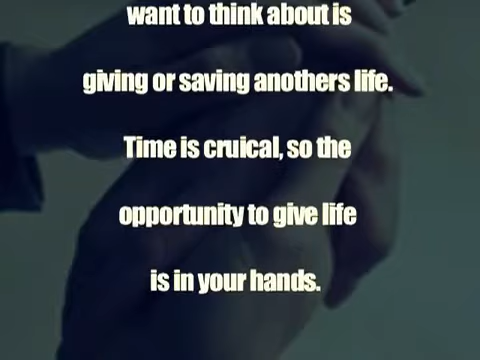 want to think about is
giving or saving anothers life.
Time is cruical, so the
opportunity to give life
is in your hands.